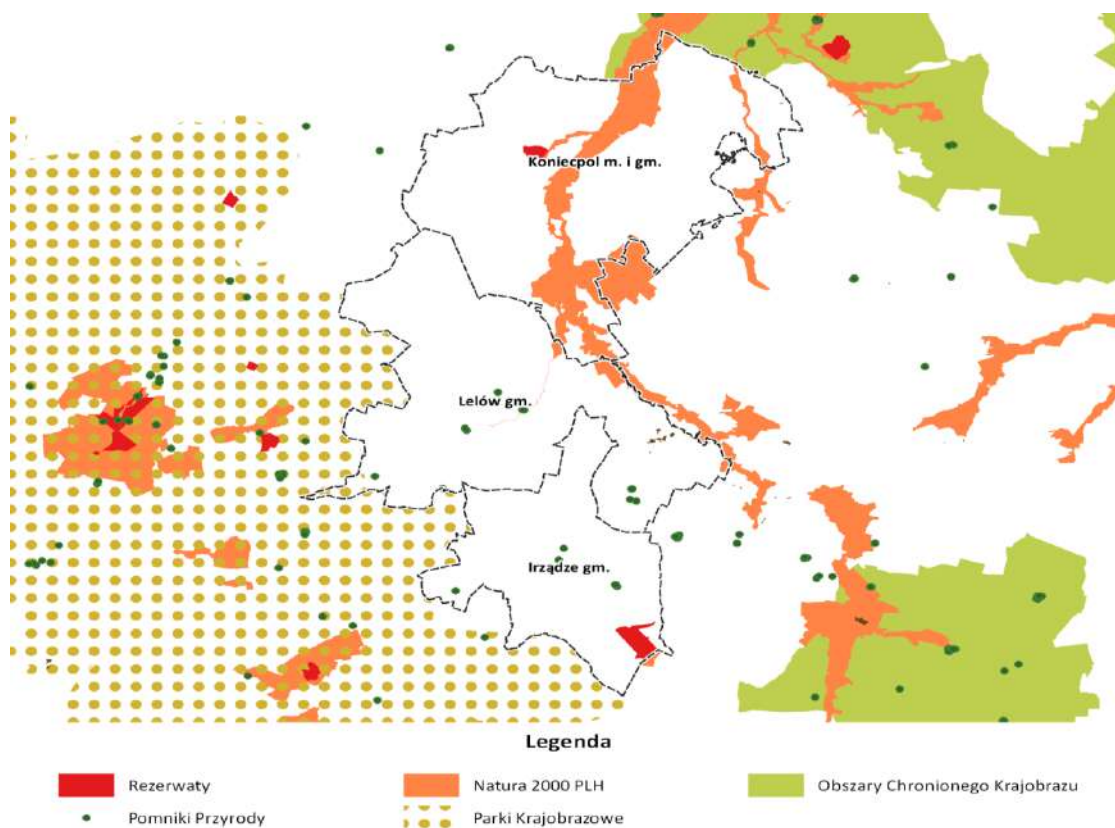 Koniecpol m. i gm.
Lelów gm.
Irządze gm.
Legenda
Rezerwaty
Natura 2000 PLH
Obszary Chronionego Krajobrazu
Pomniki Przyrody
Parki Krajobrazowe